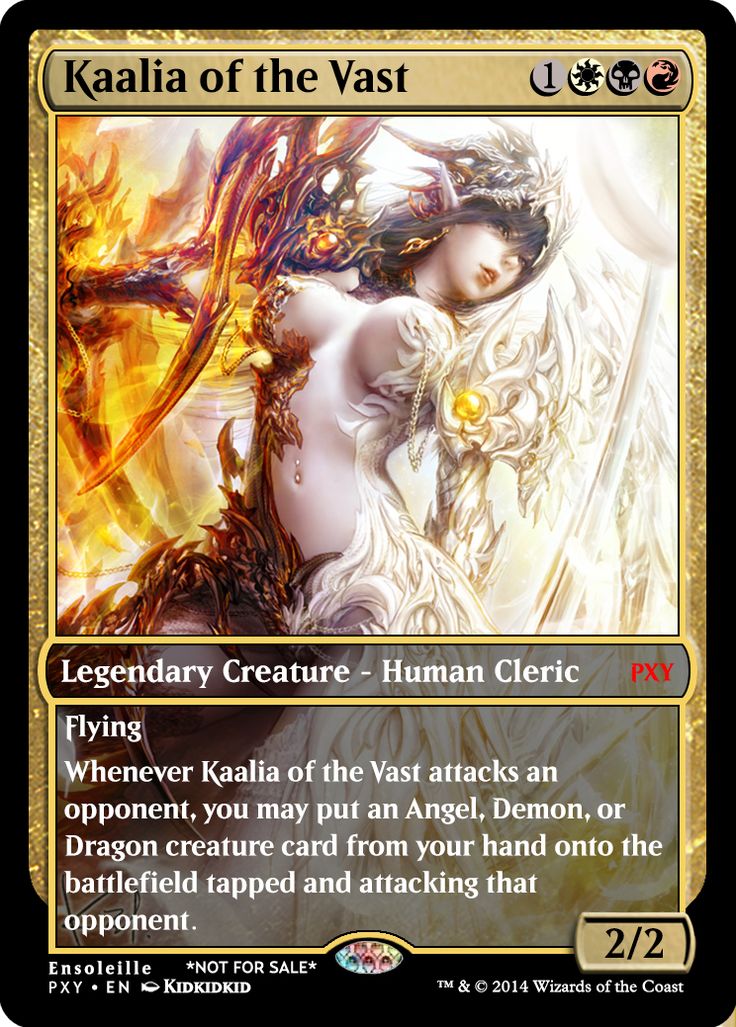 Kaalia of the Vast 1
Legendary Creature - Human Cleric PXY
Flying
Whenever Kaalia of the Vast attacks an
opponent, you may put an Angel, Demon, or
Dragon creature card from your hand onto the
battlefield tapped and attacking that
opponent.
2/2
Ensoleille *NOT FOR SALE*
PXY • EN KIDKIDKID ™ & © 2014 Wizards of the Coast